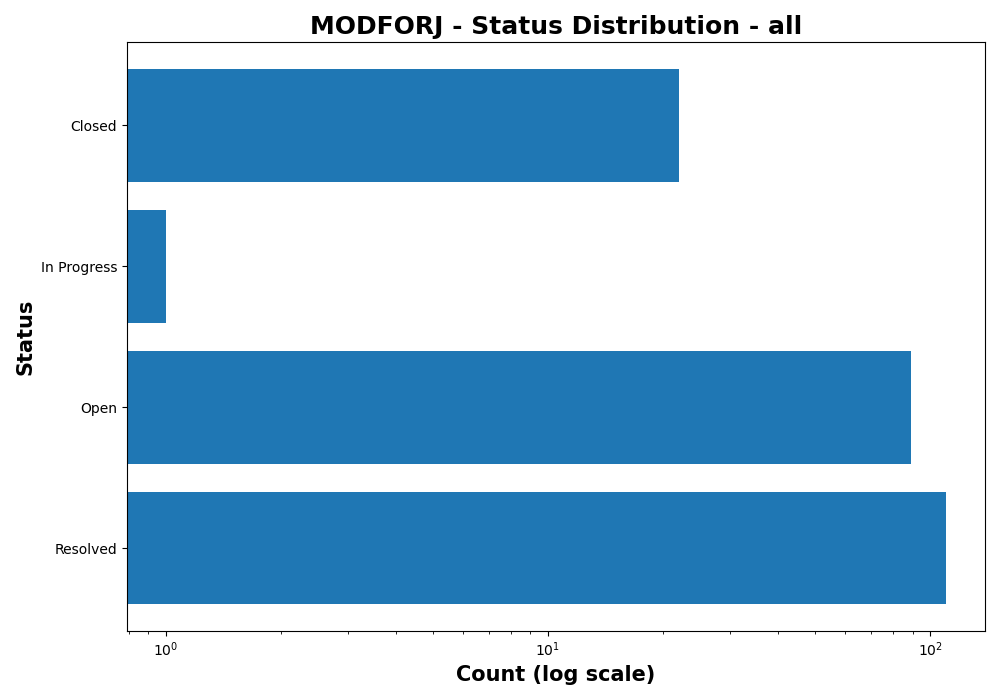 MODFORJ - Status Distribution - all
Closed
In Progress
Open
Resolved
Status
10⁰
10¹
10²
Count (log scale)